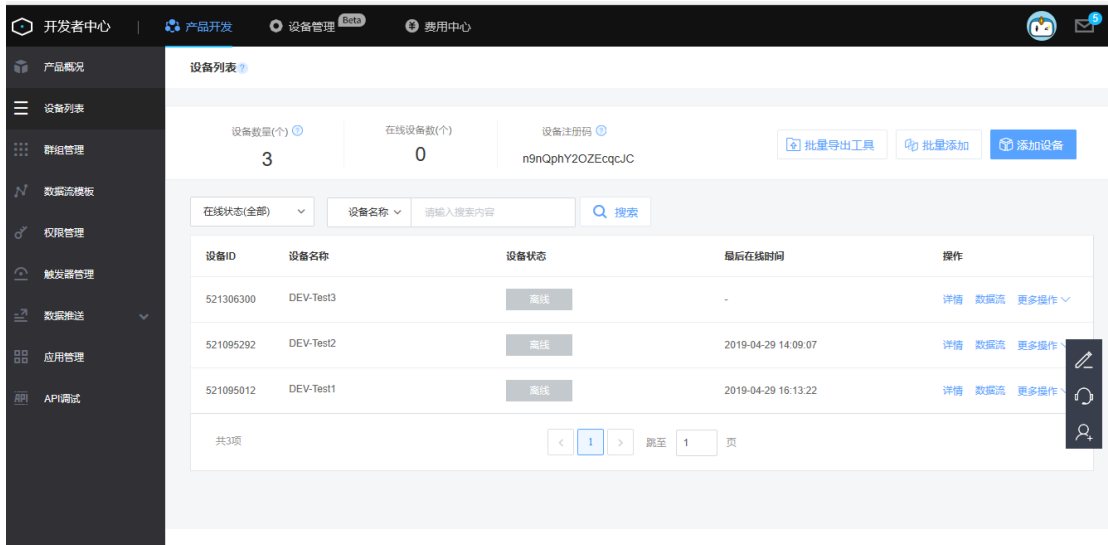 开发者中心 | 产品开发 设备管理 Beta 费用中心 5
产品概况
设备列表
群组管理
数据流模板
权限管理
触发器管理
数据推送
应用管理
API调试
设备列表 ?
设备数量(个) ? 在线设备数(个) 设备注册码 ?
3 0 n9nQphY2OZEcqcJC
批量导出工具 批量添加 添加设备
在线状态(全部) 设备名称 请输入搜索内容 搜索
设备ID 设备名称 设备状态 最后在线时间 操作
521306300 DEV-Test3 离线 - 详情 数据流 更多操作
521095292 DEV-Test2 离线 2019-04-29 14:09:07 详情 数据流 更多操作
521095012 DEV-Test1 离线 2019-04-29 16:13:22 详情 数据流 更多操作
共3项 < 1 > 跳至 1 页